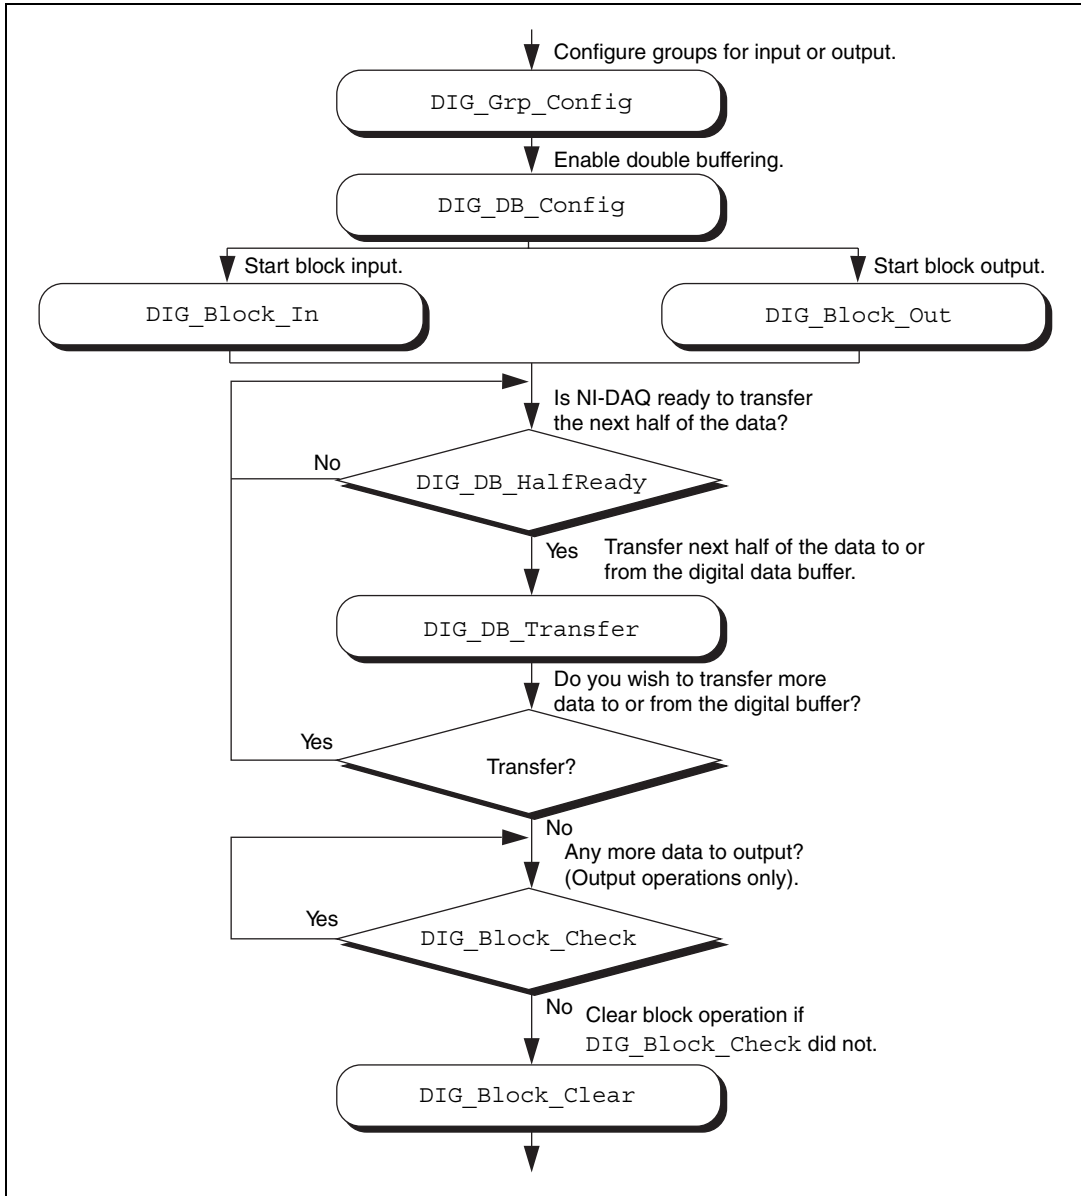 Configure groups for input or output.
DIG_Grp_Config
Enable double buffering.
DIG_DB_Config
Start block input.
Start block output.
DIG_Block_In
DIG_Block_Out
Is NI-DAQ ready to transfer
the next half of the data?
No
DIG_DB_HalfReady
Yes
Transfer next half of the data to or
from the digital data buffer.
DIG_DB_Transfer
Do you wish to transfer more
data to or from the digital buffer?
Yes
Transfer?
No
Any more data to output?
(Output operations only).
Yes
DIG_Block_Check
No
Clear block operation if
DIG_Block_Check did not.
DIG_Block_Clear